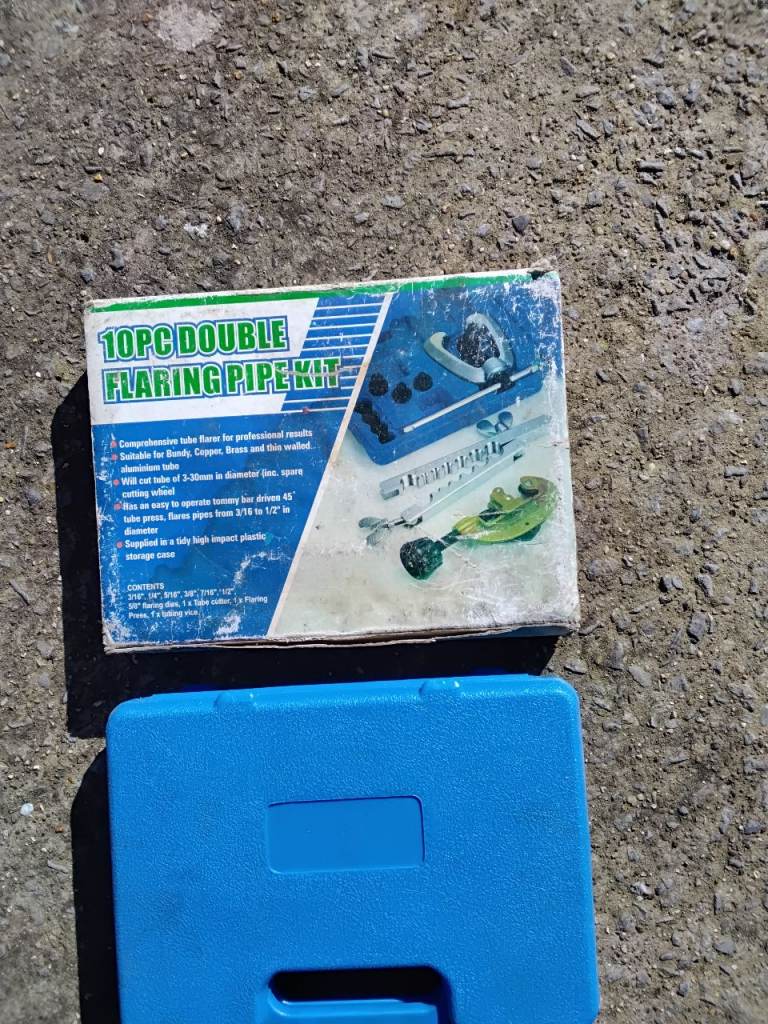 10PC DOUBLE
FLARING PIPE KIT
Comprehensive tube flarer for professional results
Suitable for Bundy, Copper, Brass and thin walled
aluminium tube
Will cut tube of 3-30mm in diameter (inc. spare
cutting wheel
Has an easy to operate tommy bar driven 45°
tube press, flares pipes from 3/16 to 1/2" in
diameter
Supplied in a tidy high impact plastic
storage case
CONTENTS
3/16", 1/4", 5/16", 3/8", 7/16", 1/2"
5/8" flaring dies, 1 x Tube cutter, 1 x Flaring
Press, 1 x tubing vice